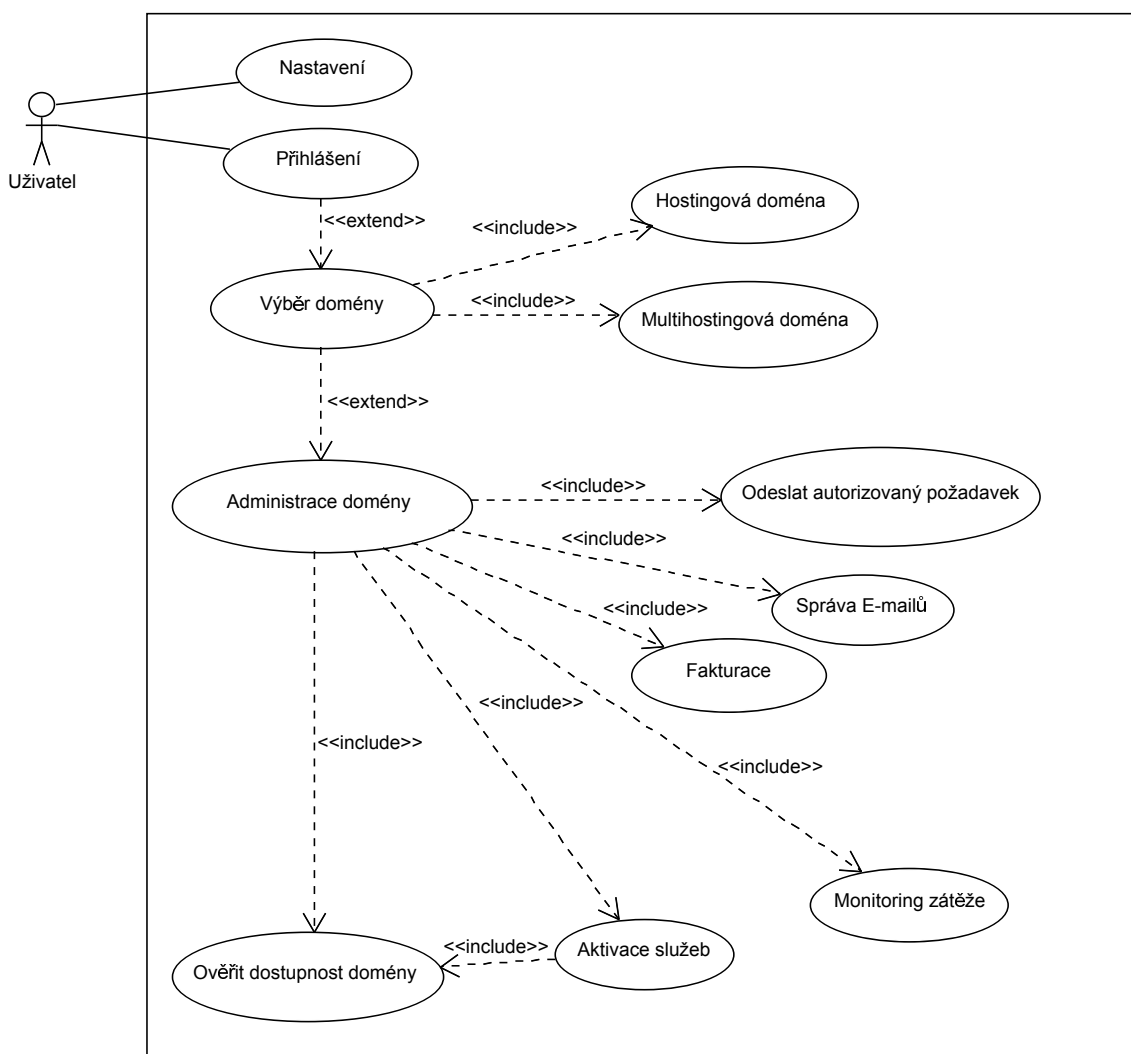 Nastavení
Přihlášení
Uživatel
<<extend>>
Hostingová doména
<<include>>
Výběr domény
<<include>>
Multihostingová doména
<<extend>>
Administrace domény
<<include>>
Odeslat autorizovaný požadavek
<<include>>
Správa E-mailů
<<include>>
Fakturace
<<include>>
<<include>>
<<include>>
Monitoring zátěže
<<include>>
Aktivace služeb
Ověřit dostupnost domény